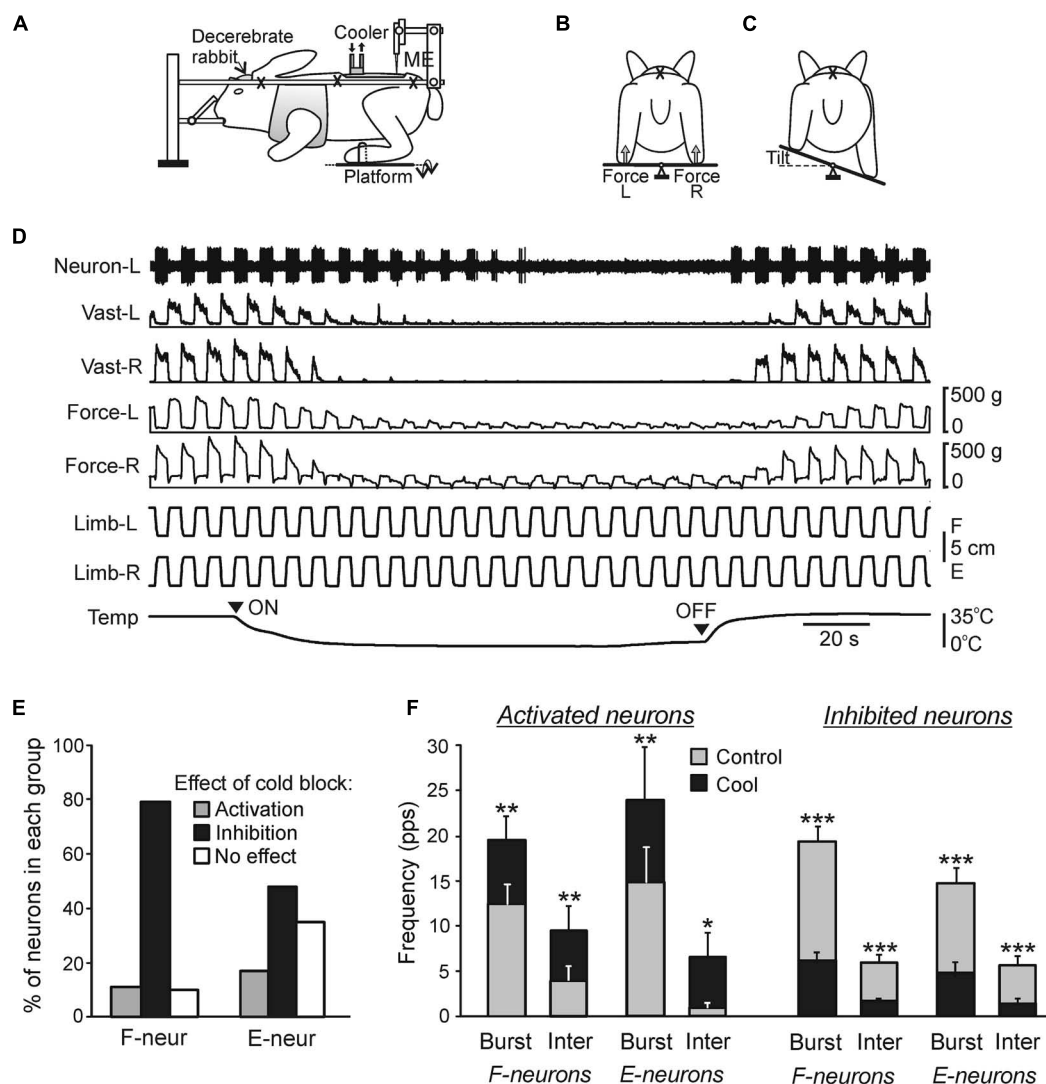 A
B
C
Decerebrate
rabbit
Cooler
ME
Platform
Force
L
Force
R
Tilt
D
Neuron-L
Vast-L
Vast-R
Force-L
500 g
0
Force-R
500 g
0
Limb-L
F
5 cm
Limb-R
E
Temp
ON
OFF
20 s
35°C
0°C
E
% of neurons in each group
100
80
60
40
20
0
Effect of cold block:
Activation
Inhibition
No effect
F-neur
E-neur
F
Activated neurons
Inhibited neurons
Frequency (pps)
30
25
20
15
10
5
0
Control
Cool
**
**
**
*
***
***
***
***
Burst Inter Burst Inter Burst Inter Burst Inter
F-neurons E-neurons F-neurons E-neurons